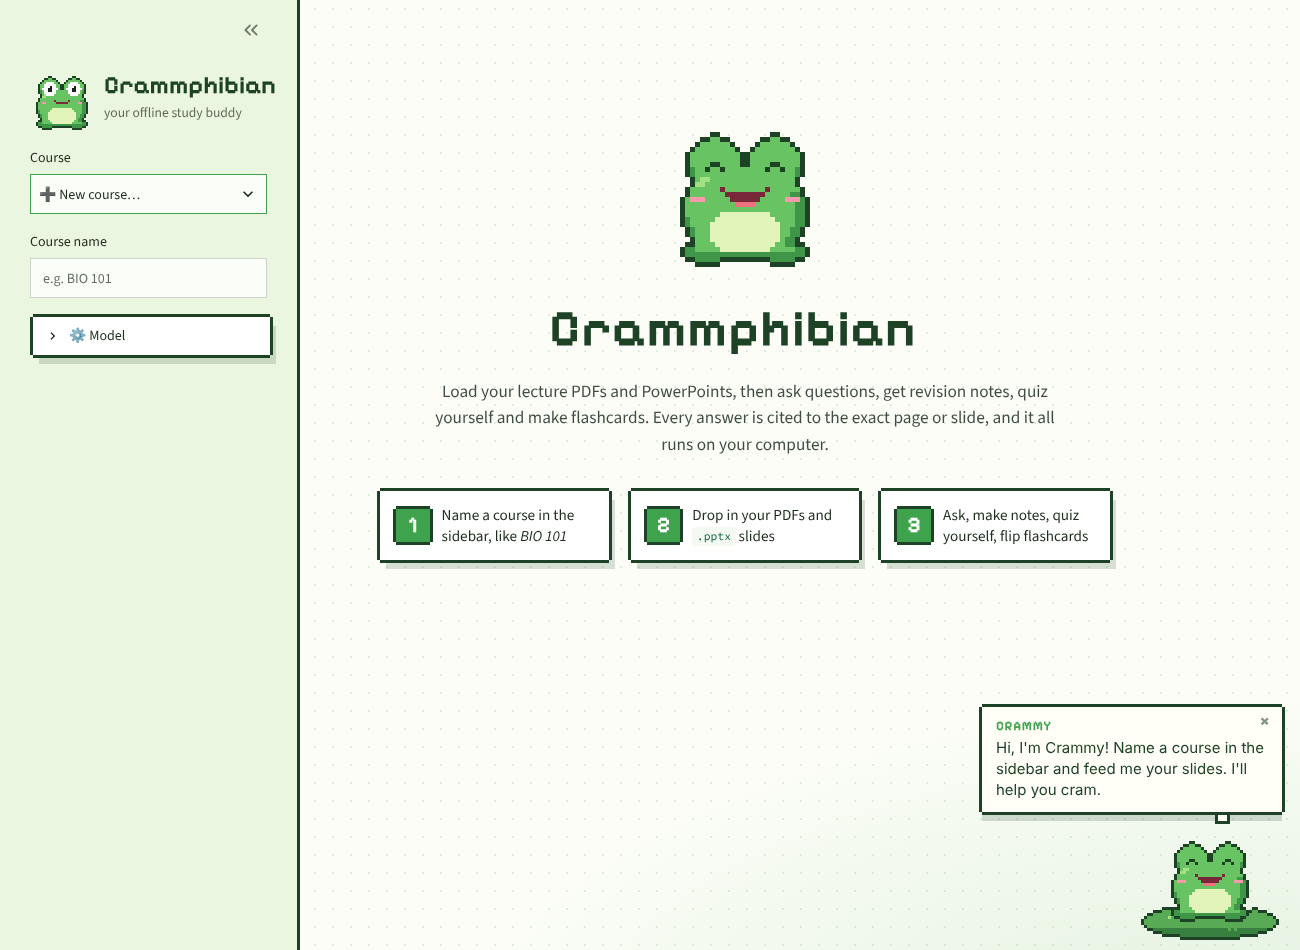 Crammphibian
your offline study buddy
Course
➕ New course...
Course name
e.g. BIO 101
⚙️ Model
Crammphibian
Load your lecture PDFs and PowerPoints, then ask questions, get revision notes, quiz
yourself and make flashcards. Every answer is cited to the exact page or slide, and it all
runs on your computer.
1
Name a course in the
sidebar, like BIO 101
2
Drop in your PDFs and
.pptx slides
3
Ask, make notes, quiz
yourself, flip flashcards
CRAMMY
Hi, I'm Crammy! Name a course in the
sidebar and feed me your slides. I'll
help you cram.